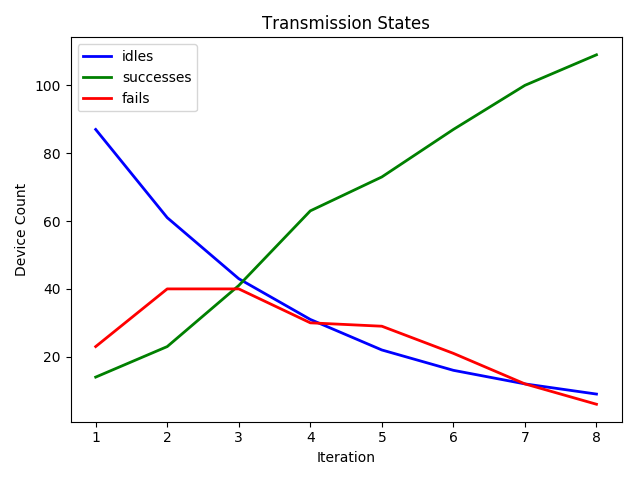 Transmission States
idles
successes
fails
Device Count
100
80
60
40
20
1 2 3 4 5 6 7 8
Iteration